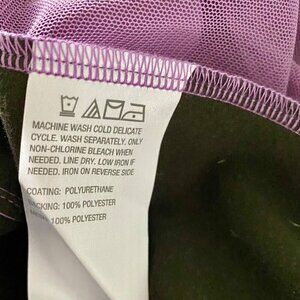 MACHINE WASH COLD DELICATE
CYCLE. WASH SEPARATELY. ONLY
NON-CHLORINE BLEACH WHEN
NEEDED. LINE DRY. LOW IRON IF
NEEDED. IRON ON REVERSE SIDE
COATING: POLYURETHANE
BACKING: 100% POLYESTER
MESH: 100% POLYESTER